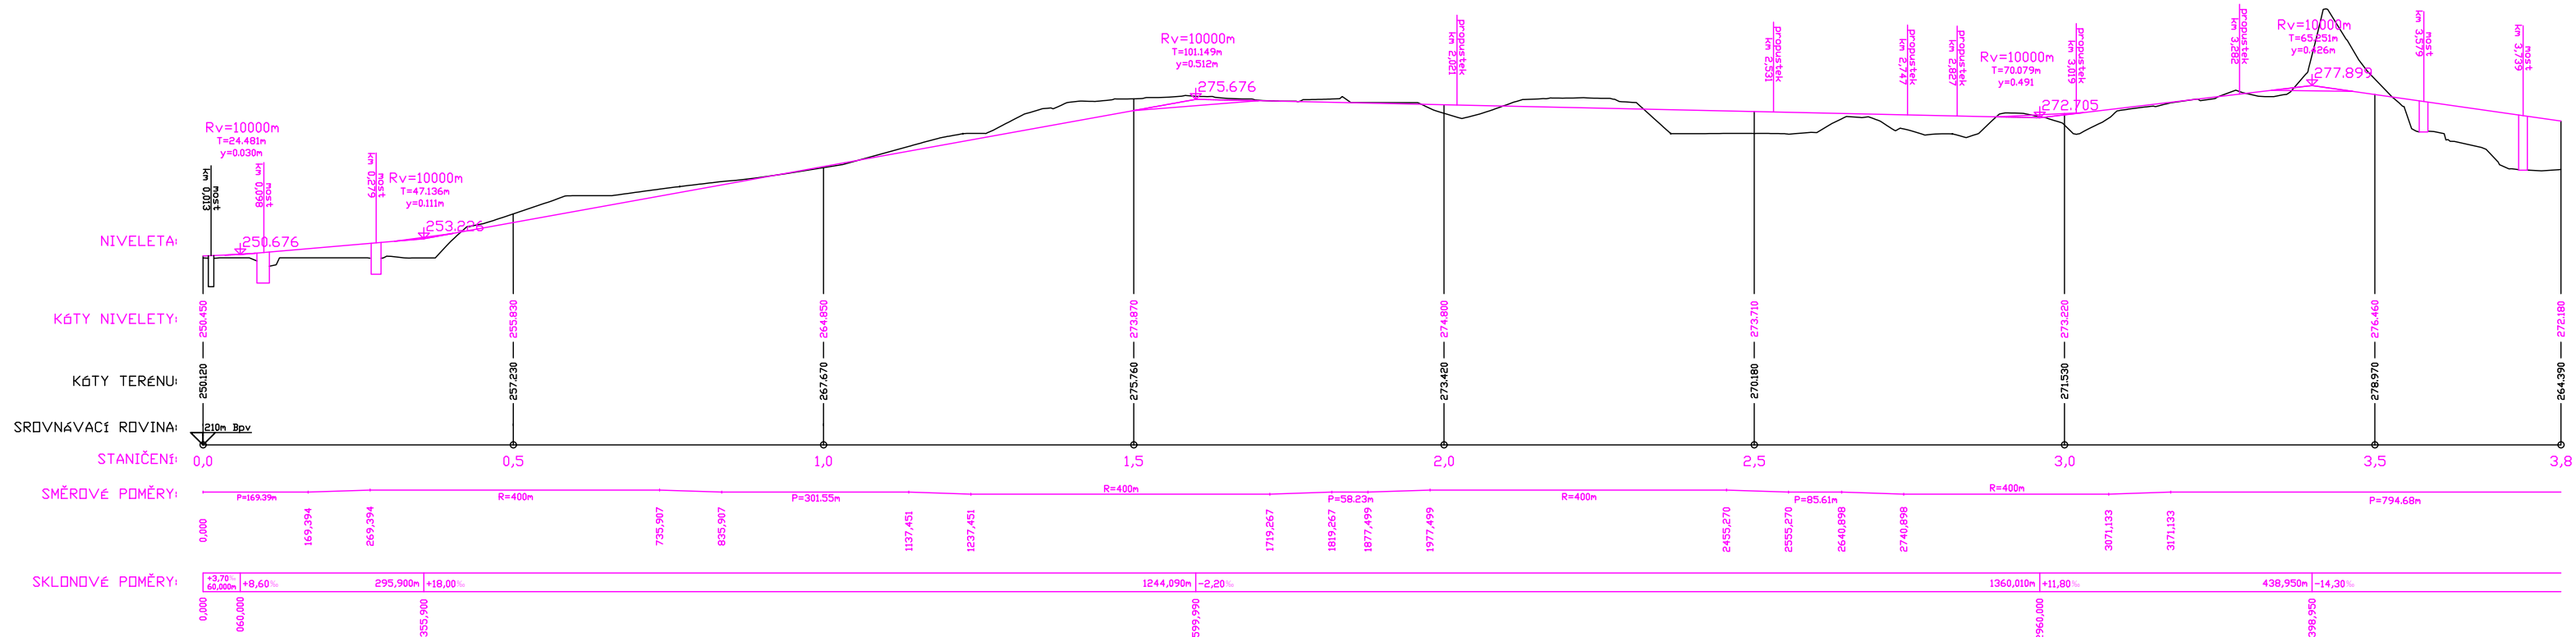 Rv=10000m
T=24.481m
y=0.030m
km 0,013
most
km 0,098
most
km 0,279
most
Rv=10000m
T=47.136m
y=0.111m
Rv=10000m
T=101.149m
y=0.512m
km 2,021
propustek
km 2,531
propustek
km 2,747
propustek
km 2,827
propustek
Rv=10000m
T=70.079m
y=0.491
km 3,019
propustek
km 3,282
propustek
Rv=10000m
T=65.251m
y=0.426m
km 3,579
most
km 3,739
most
NIVELETA:
250.676
253.226
275.676
272.705
277.899
KÓTY NIVELETY:
250.450
255.830
264.850
273.870
274.800
273.710
273.220
276.460
272.180
KÓTY TERÉNU:
250.120
257.230
267.670
275.760
273.420
270.180
271.530
278.970
264.390
SROVNÁVACÍ ROVINA:
210m Bpv
STANIČENÍ:
0,0
0,5
1,0
1,5
2,0
2,5
3,0
3,5
3,8
SMĚROVÉ POMĚRY:
P=169.39m
R=400m
P=301.55m
R=400m
P=58.23m
R=400m
P=85.61m
R=400m
P=794.68m
0,000
169,394
269,394
735,907
835,907
1137,451
1237,451
1719,267
1819,267
1877,499
1977,499
2455,270
2555,270
2640,898
2740,898
3071,133
3171,133
SKLONOVÉ POMĚRY:
+3,70‰
60,000m
+8,60‰
295,900m
+18,00‰
1244,090m
-2,20‰
1360,010m
+11,80‰
438,950m
-14,30‰
0,000
060,000
355,900
599,990
2960,000
398,950